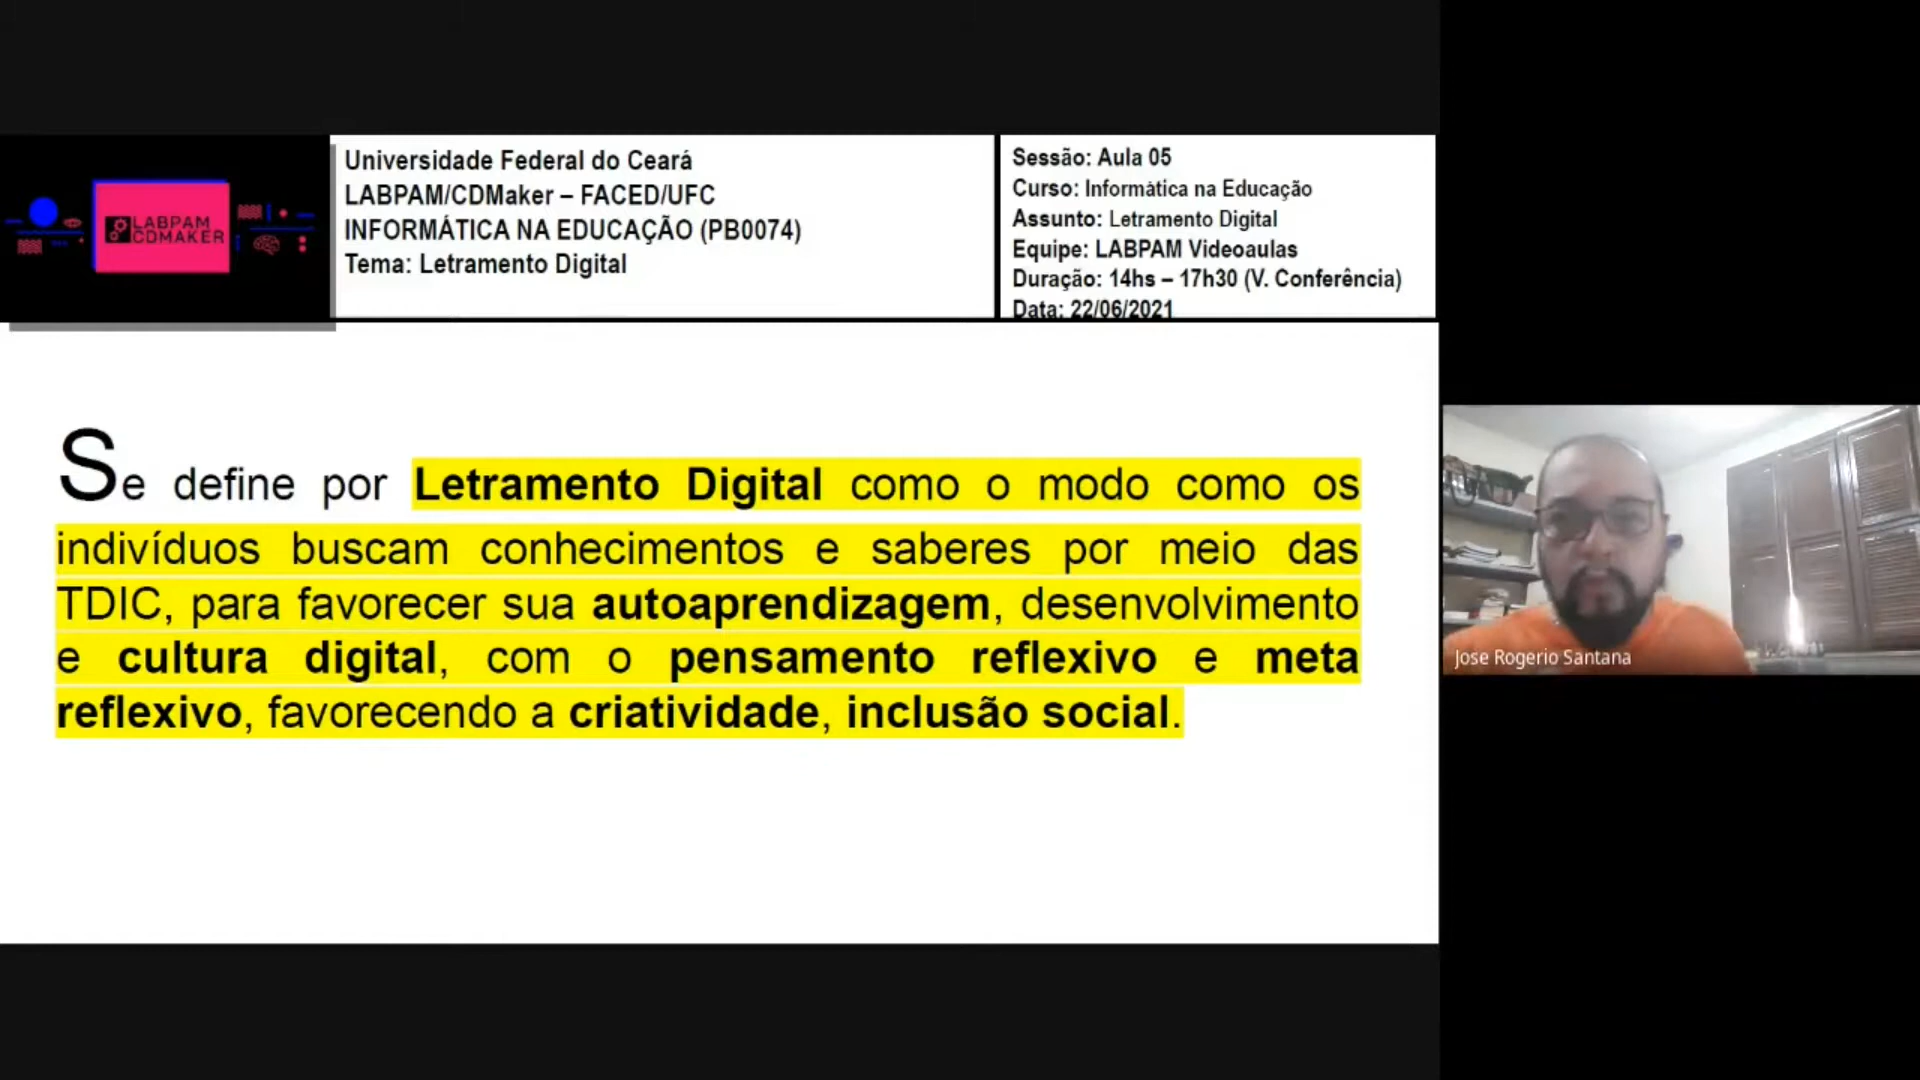 LABPAM
CDMAKER
Universidade Federal do Ceará
LABPAM/CDMaker – FACED/UFC
INFORMÁTICA NA EDUCAÇÃO (PB0074)
Tema: Letramento Digital
Sessão: Aula 05
Curso: Informàtica na Educação
Assunto: Letramento Digital
Equipe: LABPAM Videoaulas
Duração: 14hs – 17h30 (V. Conferência)
Data: 22/06/2021
Se define por Letramento Digital como o modo como os
indivíduos buscam conhecimentos e saberes por meio das
TDIC, para favorecer sua autoaprendizagem, desenvolvimento
e cultura digital, com o pensamento reflexivo e meta
reflexivo, favorecendo a criatividade, inclusão social.
Jose Rogerio Santana